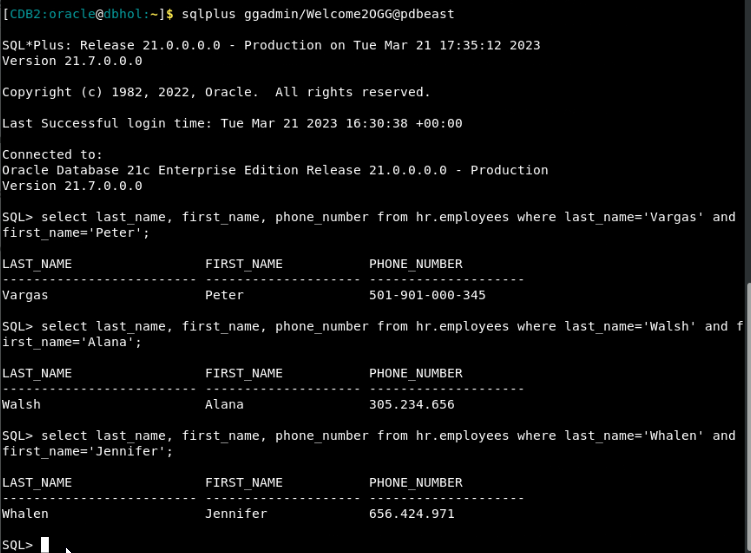 [CDB2:oracle@dbhol:~]$ sqlplus ggadmin/Welcome2OGG@pdbeast
SQL*Plus: Release 21.0.0.0.0 - Production on Tue Mar 21 17:35:12 2023
Version 21.7.0.0.0
Copyright (c) 1982, 2022, Oracle.  All rights reserved.
Last Successful login time: Tue Mar 21 2023 16:30:38 +00:00
Connected to:
Oracle Database 21c Enterprise Edition Release 21.0.0.0.0 - Production
Version 21.7.0.0.0
SQL> select last_name, first_name, phone_number from hr.employees where last_name='Vargas' and
first_name='Peter';
LAST_NAME                 FIRST_NAME           PHONE_NUMBER
------------------------- -------------------- --------------------
Vargas                    Peter                501-901-000-345
SQL> select last_name, first_name, phone_number from hr.employees where last_name='Walsh' and f
irst_name='Alana';
LAST_NAME                 FIRST_NAME           PHONE_NUMBER
------------------------- -------------------- --------------------
Walsh                     Alana                305.234.656
SQL> select last_name, first_name, phone_number from hr.employees where last_name='Whalen' and
first_name='Jennifer';
LAST_NAME                 FIRST_NAME           PHONE_NUMBER
------------------------- -------------------- --------------------
Whalen                    Jennifer             656.424.971
SQL>